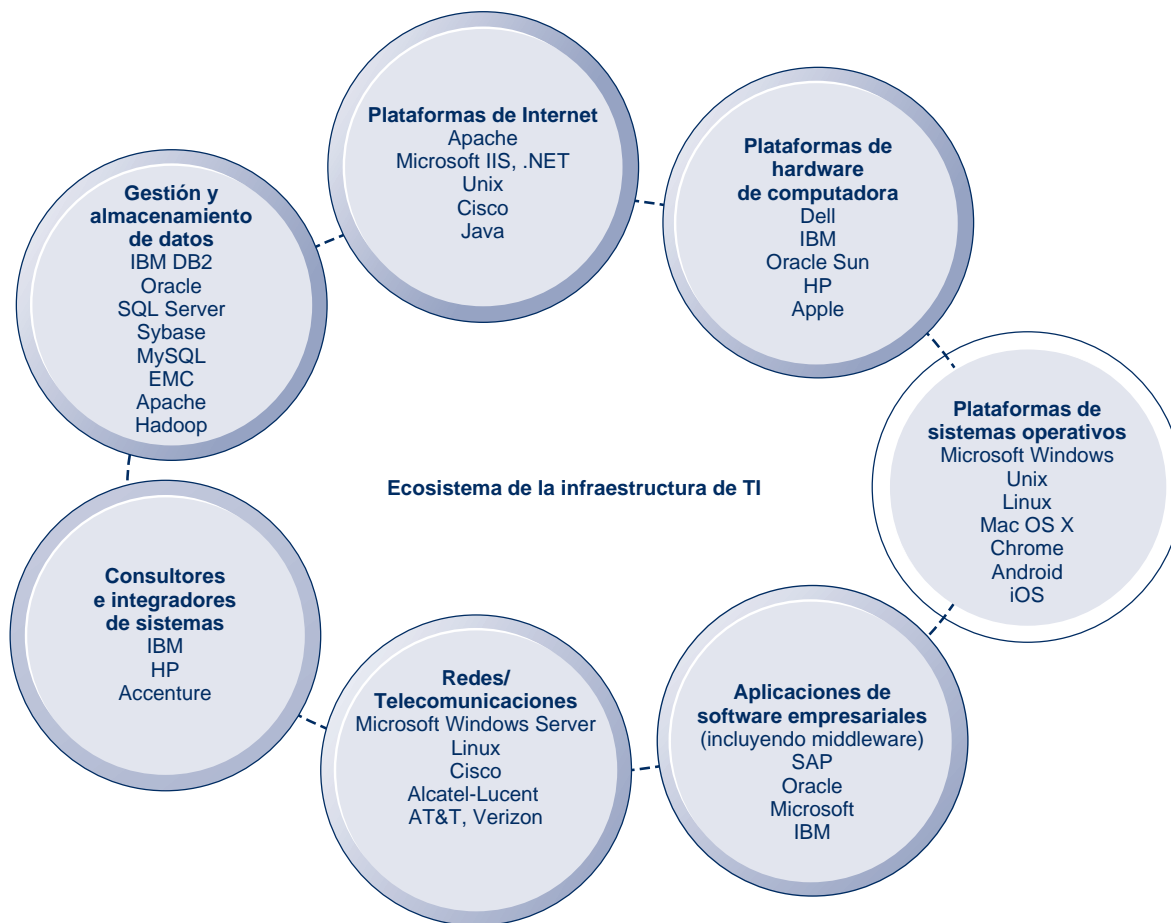 Plataformas de Internet
Apache
Microsoft IIS, .NET
Unix
Cisco
Java
Plataformas de
hardware
de computadora
Dell
IBM
Oracle Sun
HP
Apple
Gestión y
almacenamiento
de datos
IBM DB2
Oracle
SQL Server
Sybase
MySQL
EMC
Apache
Hadoop
Plataformas de
sistemas operativos
Microsoft Windows
Unix
Linux
Mac OS X
Chrome
Android
iOS
Ecosistema de la infraestructura de TI
Consultores
e integradores
de sistemas
IBM
HP
Accenture
Redes/
Telecomunicaciones
Microsoft Windows Server
Linux
Cisco
Alcatel-Lucent
AT&T, Verizon
Aplicaciones de
software empresariales
(incluyendo middleware)
SAP
Oracle
Microsoft
IBM